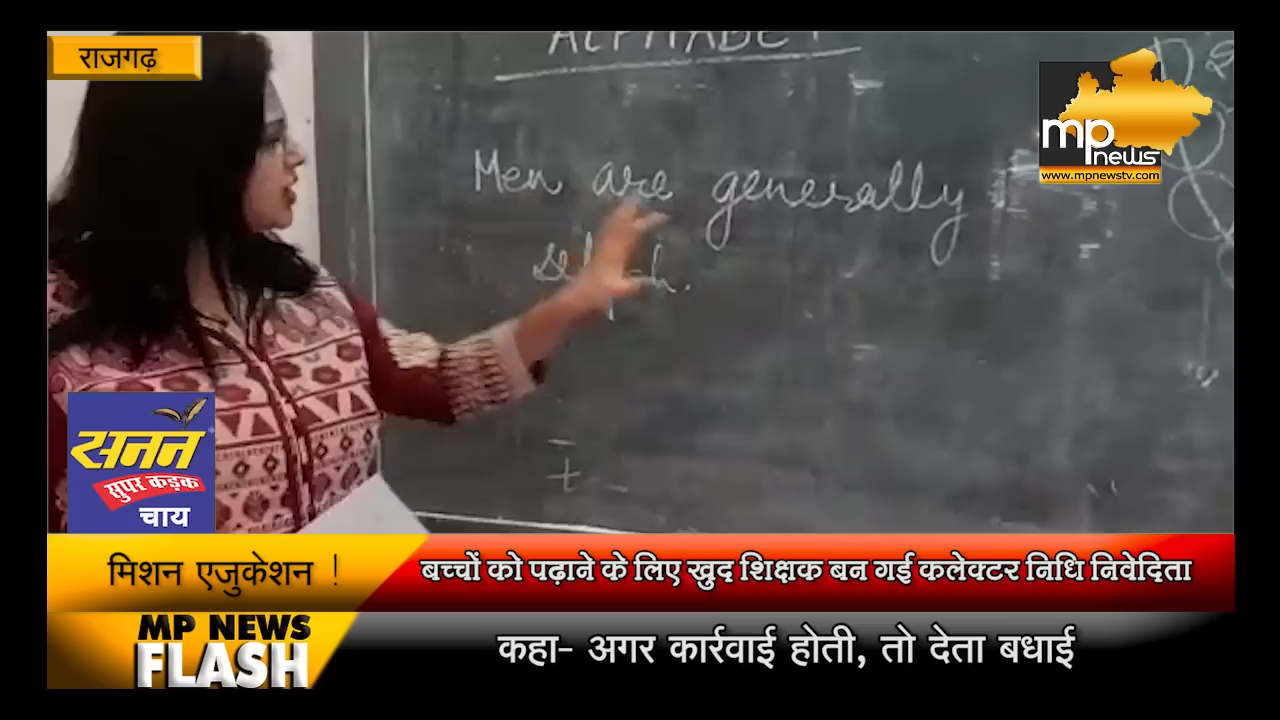 राजगढ़
ALPHABET
mp news
www.mpnewstv.com
Men are generally
सनन
सुपर कड़क
चाय
मिशन एजुकेशन !
बच्चों को पढ़ाने के लिए खुद शिक्षक बन गई कलेक्टर निधि निवेदिता
MP NEWS
FLASH
कहा- अगर कार्रवाई होती, तो देता बधाई